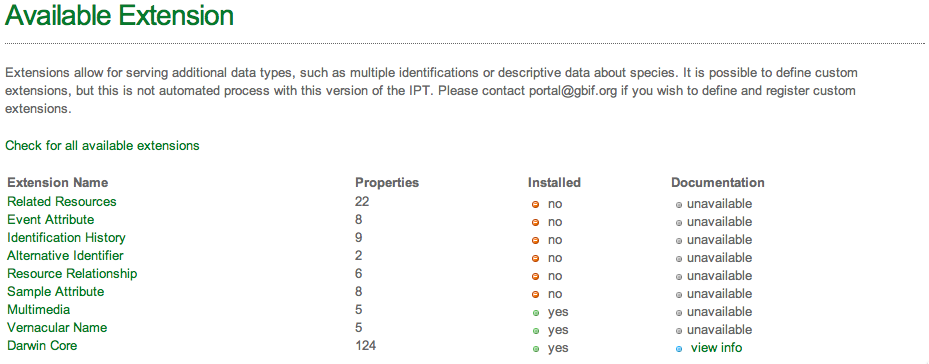 Available Extension
Extensions allow for serving additional data types, such as multiple identifications or descriptive data about species. It is possible to define custom
extensions, but this is not automated process with this version of the IPT. Please contact portal@gbif.org if you wish to define and register custom
extensions.
Check for all available extensions
Extension Name Properties Installed Documentation
Related Resources 22 no unavailable
Event Attribute 8 no unavailable
Identification History 9 no unavailable
Alternative Identifier 2 no unavailable
Resource Relationship 6 no unavailable
Sample Attribute 8 no unavailable
Multimedia 5 yes unavailable
Vernacular Name 5 yes unavailable
Darwin Core 124 yes view info